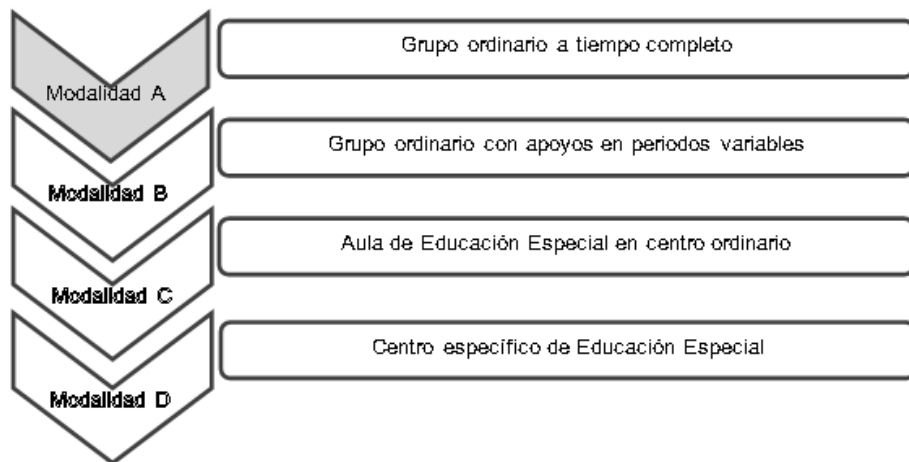 Grupo ordinario a tiempo completo
Modalidad A
Grupo ordinario con apoyos en periodos variables
Modalidad B
Aula de Educación Especial en centro ordinario
Modalidad C
Centro específico de Educación Especial
Modalidad D